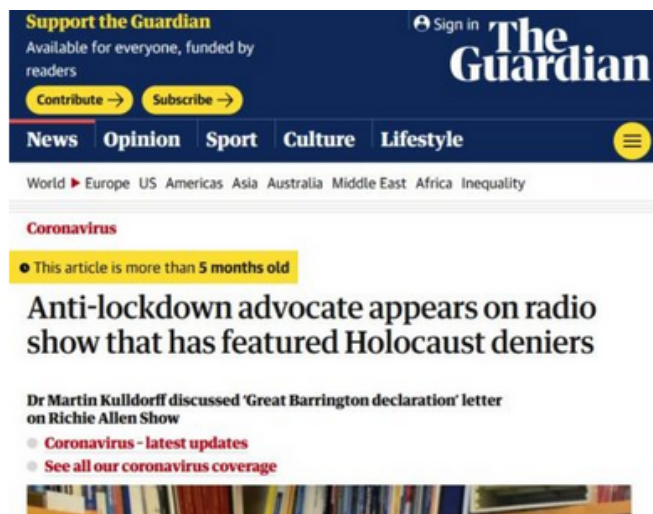 Support the Guardian
Available for everyone, funded by
readers
Contribute →
Subscribe →
Sign in
The
Guardian
News Opinion Sport Culture Lifestyle
World ▶ Europe US Americas Asia Australia Middle East Africa Inequality
Coronavirus
This article is more than 5 months old
Anti-lockdown advocate appears on radio
show that has featured Holocaust deniers
Dr Martin Kulldorff discussed ‘Great Barrington declaration’ letter
on Richie Allen Show
Coronavirus – latest updates
See all our coronavirus coverage